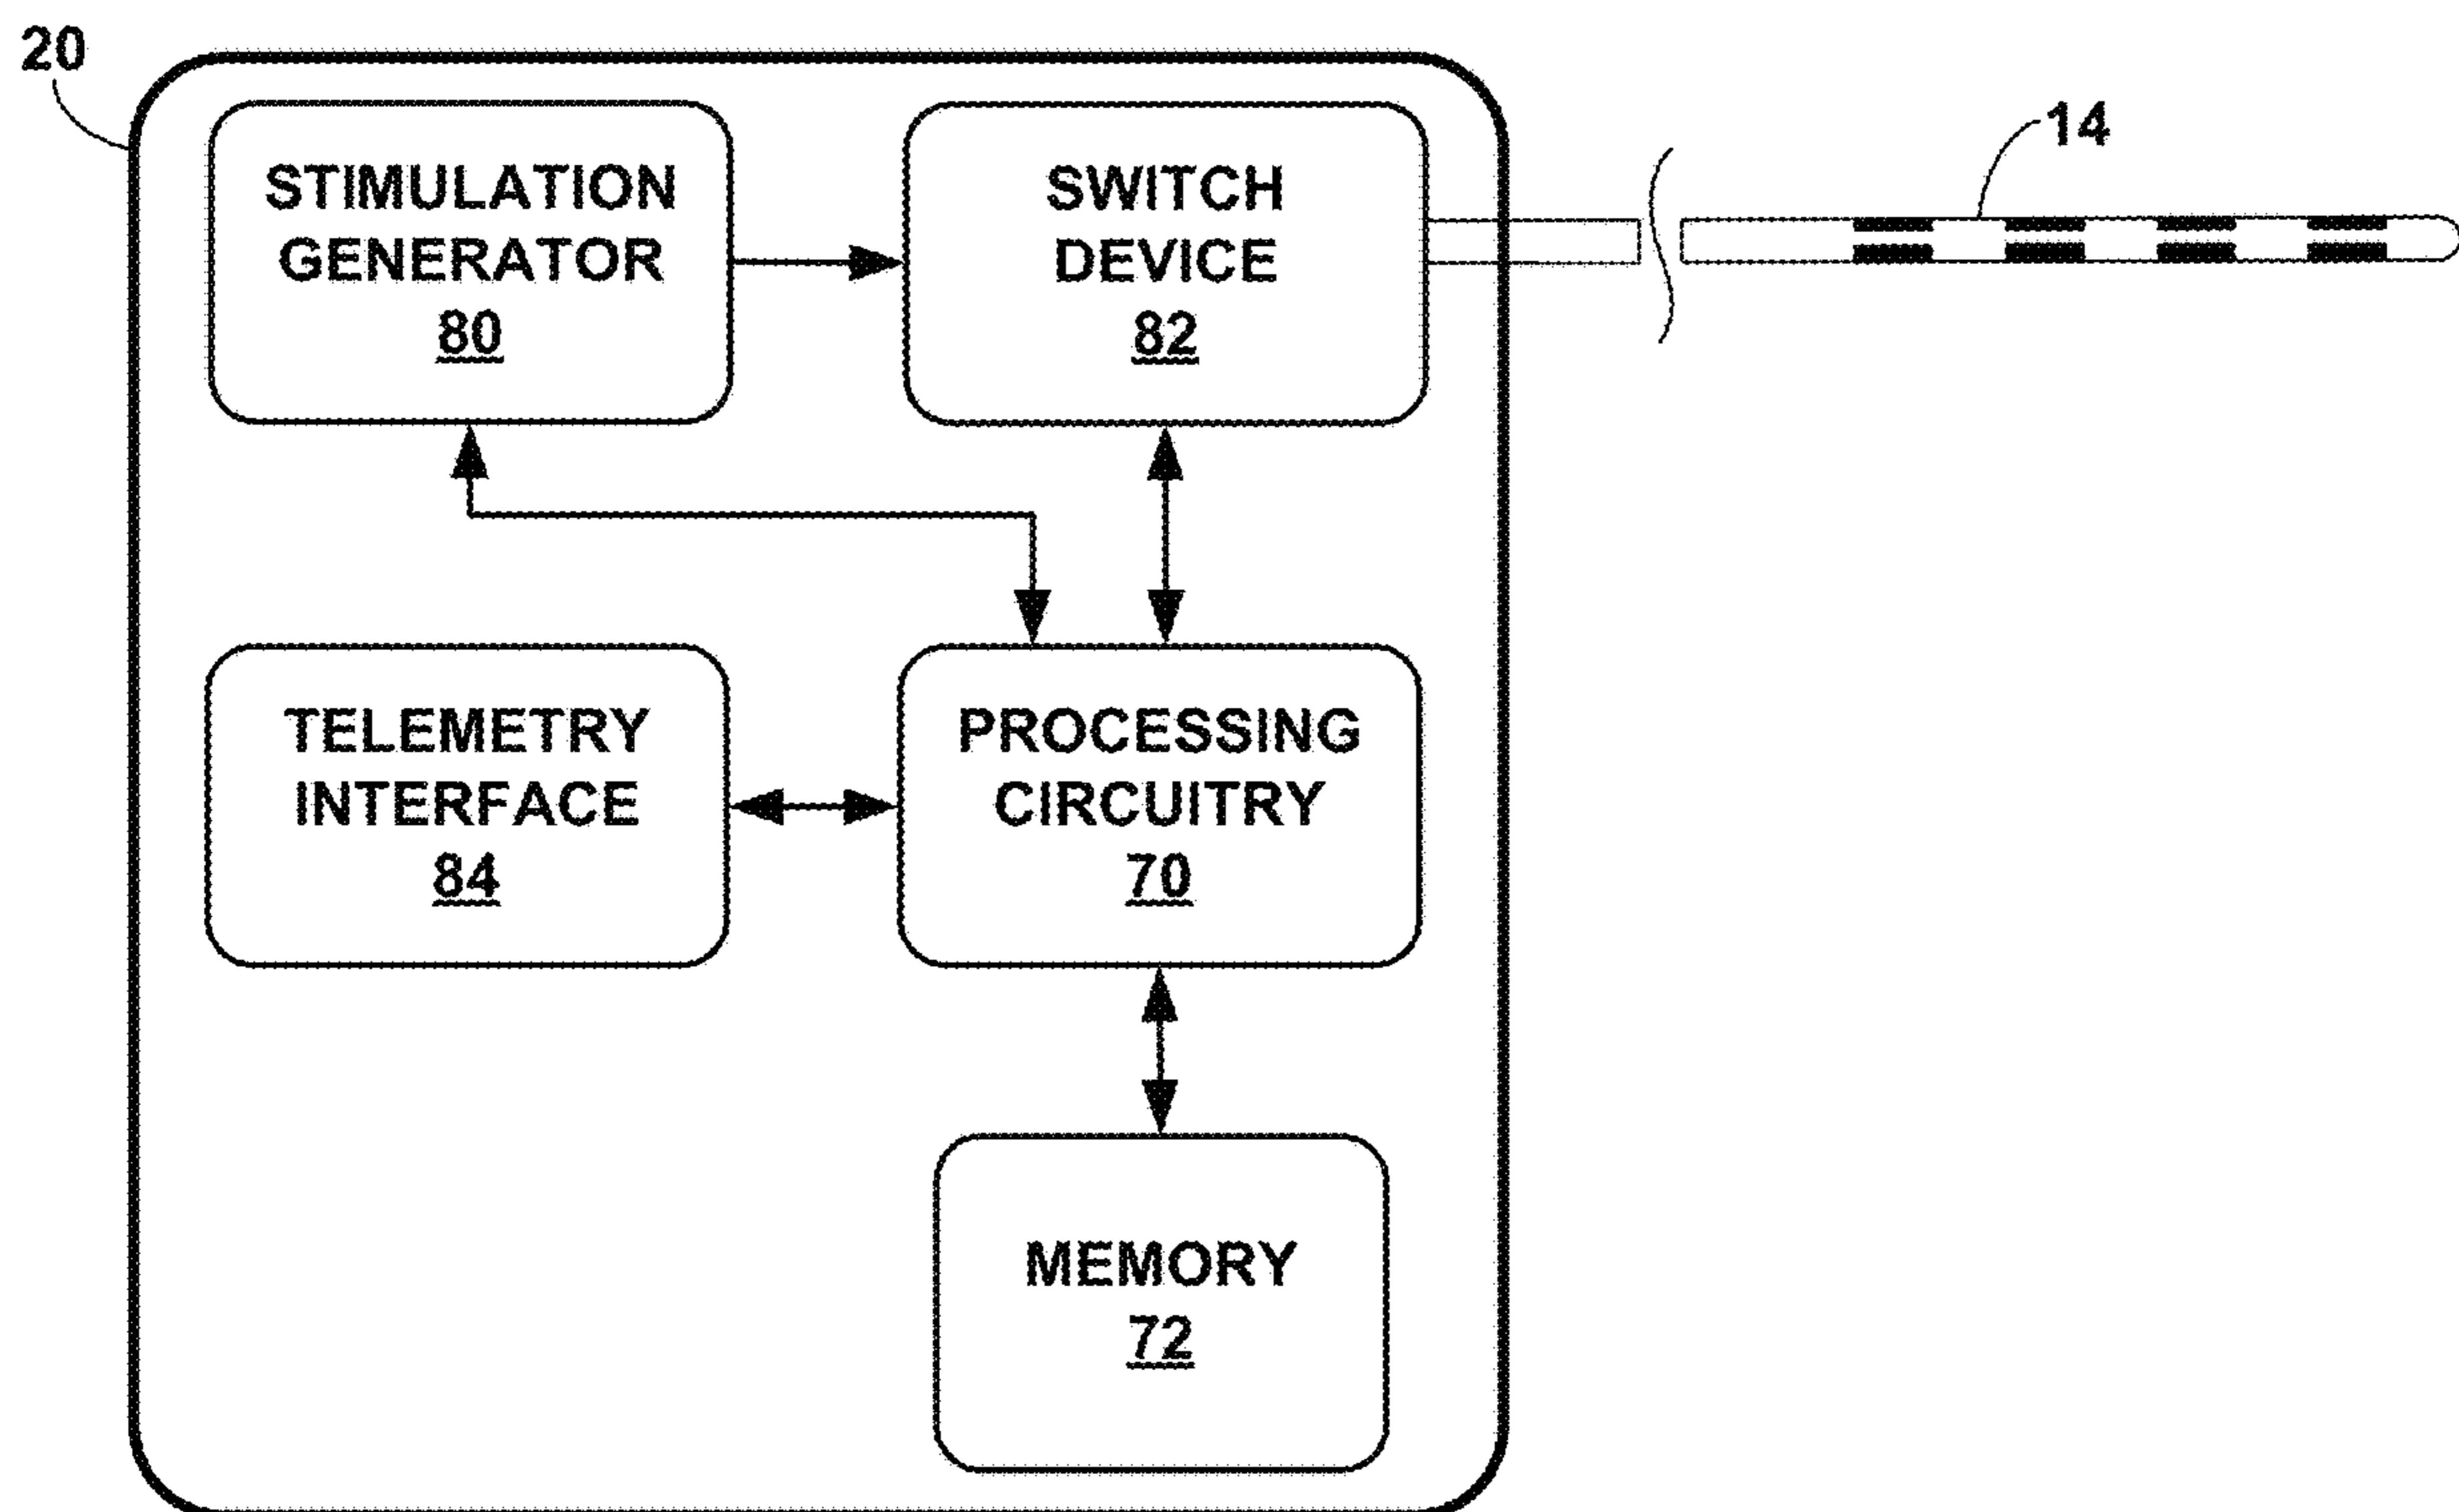 20
14
STIMULATION
GENERATOR
80
SWITCH
DEVICE
82
TELEMETRY
INTERFACE
84
PROCESSING
CIRCUITRY
70
MEMORY
72